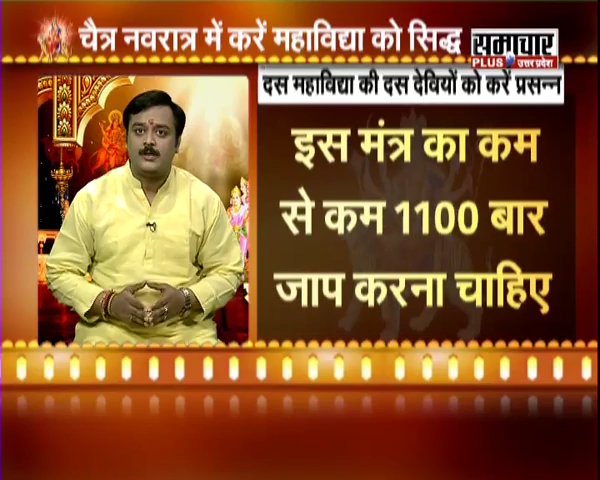 चैत्र नवरात्र में करें महाविद्या को सिद्ध
समाचार
PLUS उत्तर प्रदेश
दस महाविद्या की दस देवियों को करें प्रसन्न
इस मंत्र का कम
से कम 1100 बार
जाप करना चाहिए